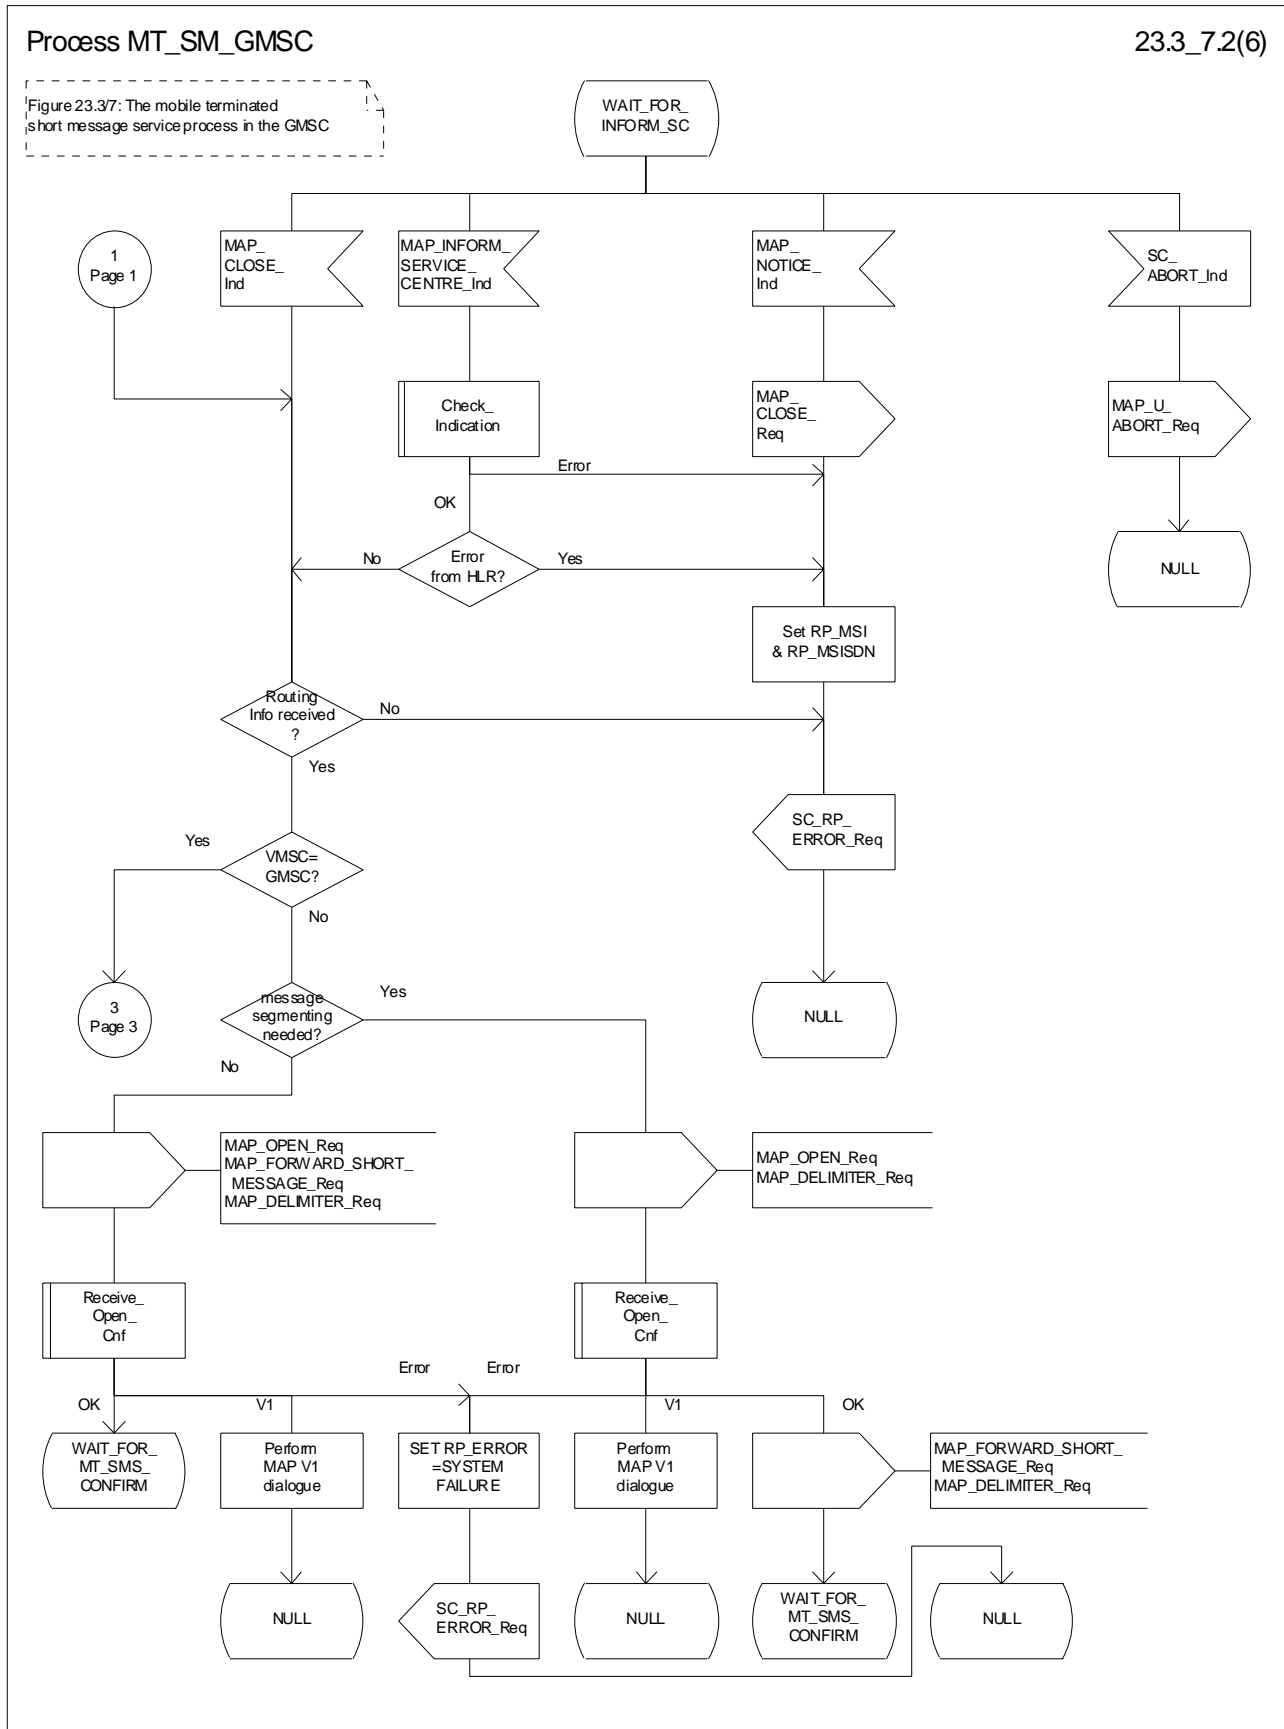 Process MT_SM_GMSC
23.3_7.2(6)
Figure 23.3/7: The mobile terminated
short message service process in the GMSC
WAIT_FOR_
INFORM_SC
1
Page 1
MAP_
CLOSE_
Ind
MAP_INFORM_
SERVICE_
CENTRE_Ind
MAP_
NOTICE_
Ind
SC_
ABORT_Ind
Check_
Indication
MAP_
CLOSE_
Req
MAP_U_
ABORT_Req
Error
OK
No
Error
from HLR?
Yes
NULL
Set RP_MSI
& RP_MSISDN
Routing
Info received
?
No
Yes
SC_RP_
ERROR_Req
Yes
VMSC=
GMSC?
No
3
Page 3
message
segmenting
needed?
Yes
NULL
No
MAP_OPEN_Req
MAP_FORWARD_SHORT_
MESSAGE_Req
MAP_DELIMITER_Req
MAP_OPEN_Req
MAP_DELIMITER_Req
Receive_
Open_
Cnf
Receive_
Open_
Cnf
Error
Error
OK
V1
V1
OK
WAIT_FOR_
MT_SMS_
CONFIRM
Perform
MAP V1
dialogue
SET RP_ERROR
=SYSTEM
FAILURE
Perform
MAP V1
dialogue
MAP_FORWARD_SHORT_
MESSAGE_Req
MAP_DELIMITER_Req
NULL
SC_RP_
ERROR_Req
NULL
WAIT_FOR_
MT_SMS_
CONFIRM
NULL